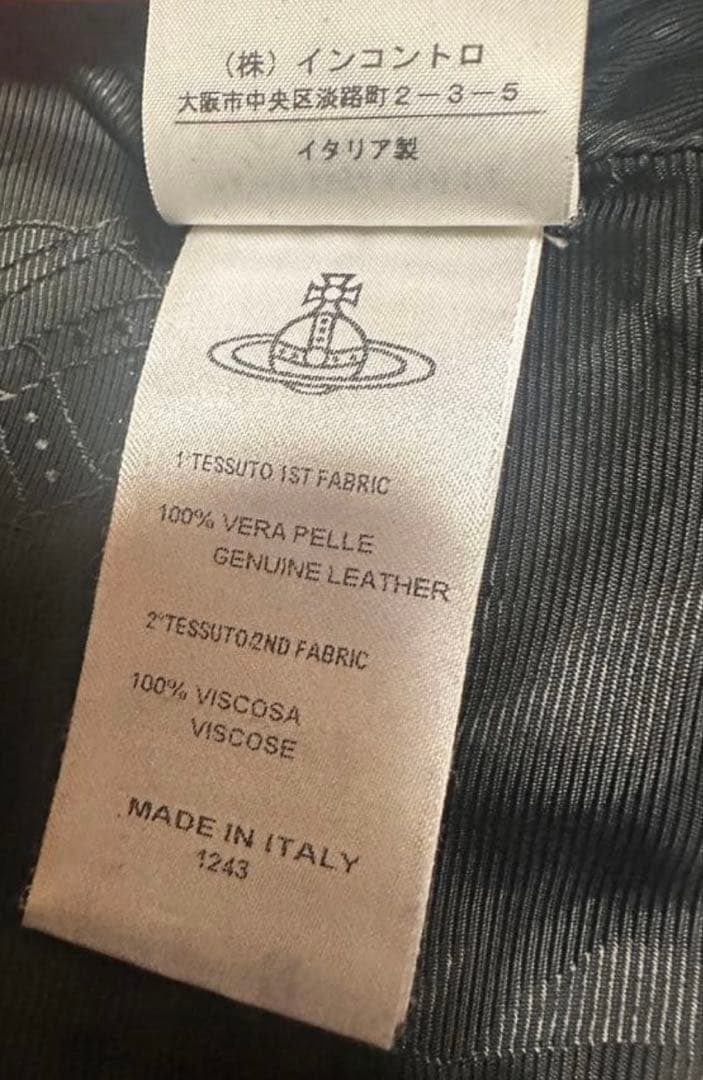 （株）インコントロ
大阪市中央区淡路町２－３－５
イタリア製
1°TESSUTO 1ST FABRIC
100% VERA PELLE
GENUINE LEATHER
2°TESSUTO/2ND FABRIC
100% VISCOSA
VISCOSE
MADE IN ITALY
1243